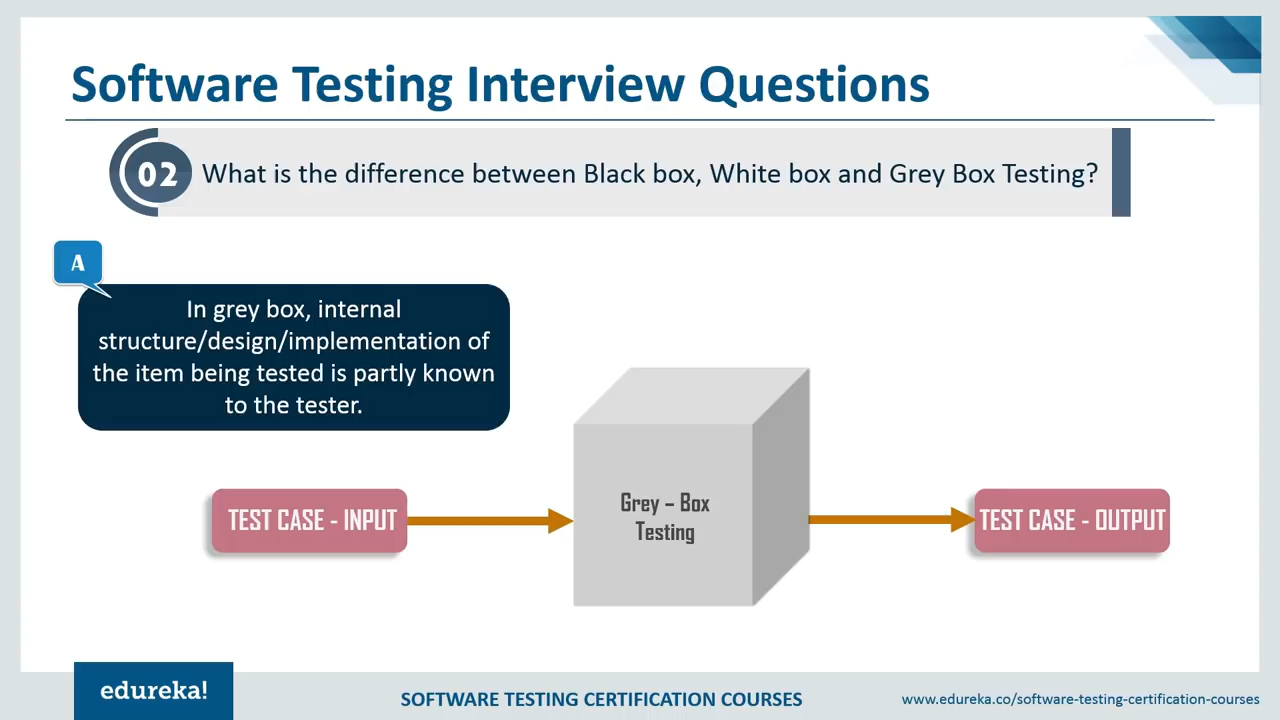 Software Testing Interview Questions
02
What is the difference between Black box, White box and Grey Box Testing?
A
In grey box, internal
structure/design/implementation of
the item being tested is partly known
to the tester.
TEST CASE - INPUT
Grey – Box
Testing
TEST CASE - OUTPUT
edureka!
SOFTWARE TESTING CERTIFICATION COURSES
www.edureka.co/software-testing-certification-courses